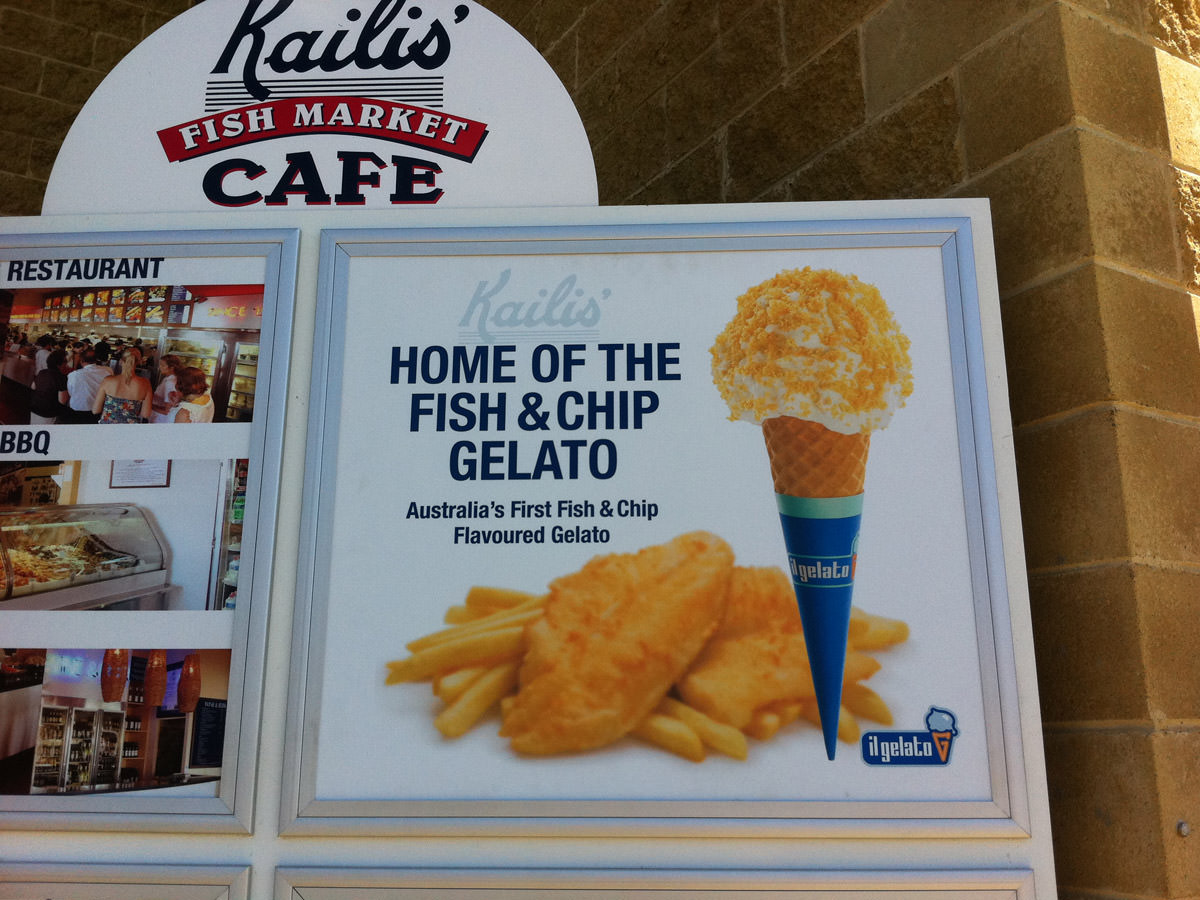 Kailis'
FISH MARKET
CAFE
RESTAURANT
BBQ
Kailis'
HOME OF THE
FISH & CHIP
GELATO
Australia's First Fish & Chip
Flavoured Gelato
il gelato
il gelato